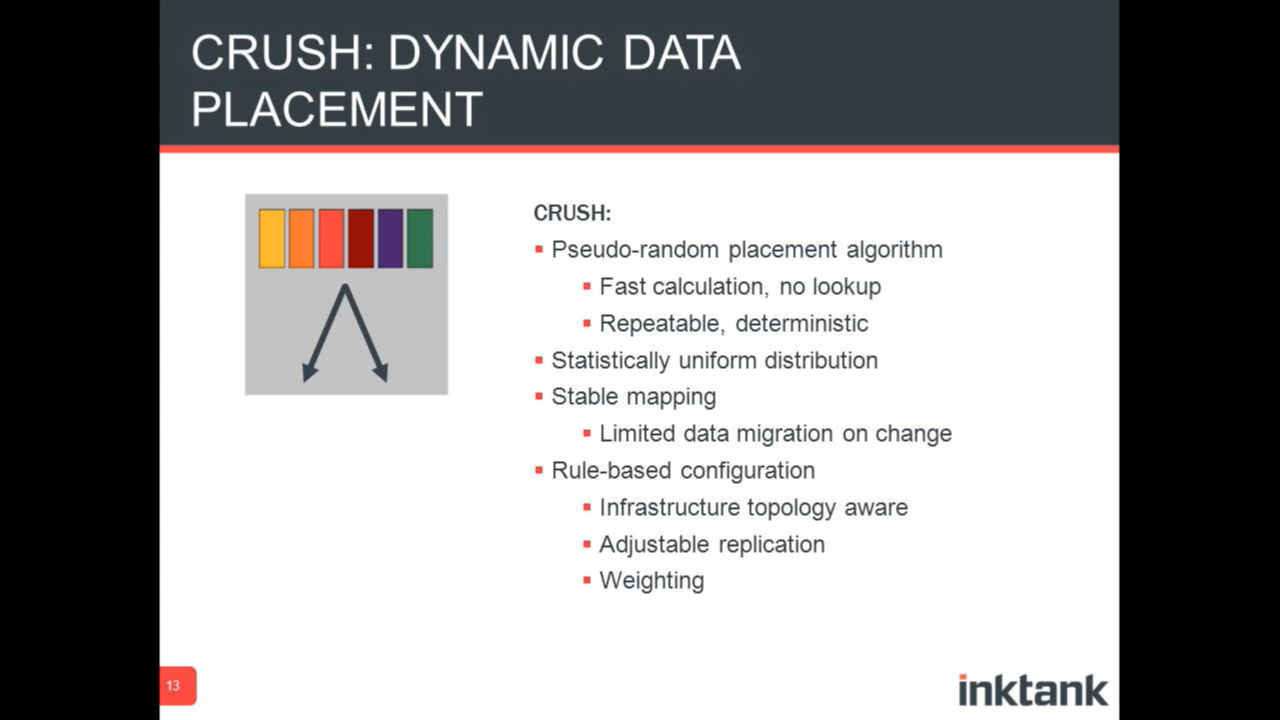 CRUSH: DYNAMIC DATA
PLACEMENT
CRUSH:
Pseudo-random placement algorithm
Fast calculation, no lookup
Repeatable, deterministic
Statistically uniform distribution
Stable mapping
Limited data migration on change
Rule-based configuration
Infrastructure topology aware
Adjustable replication
Weighting
13
inktank